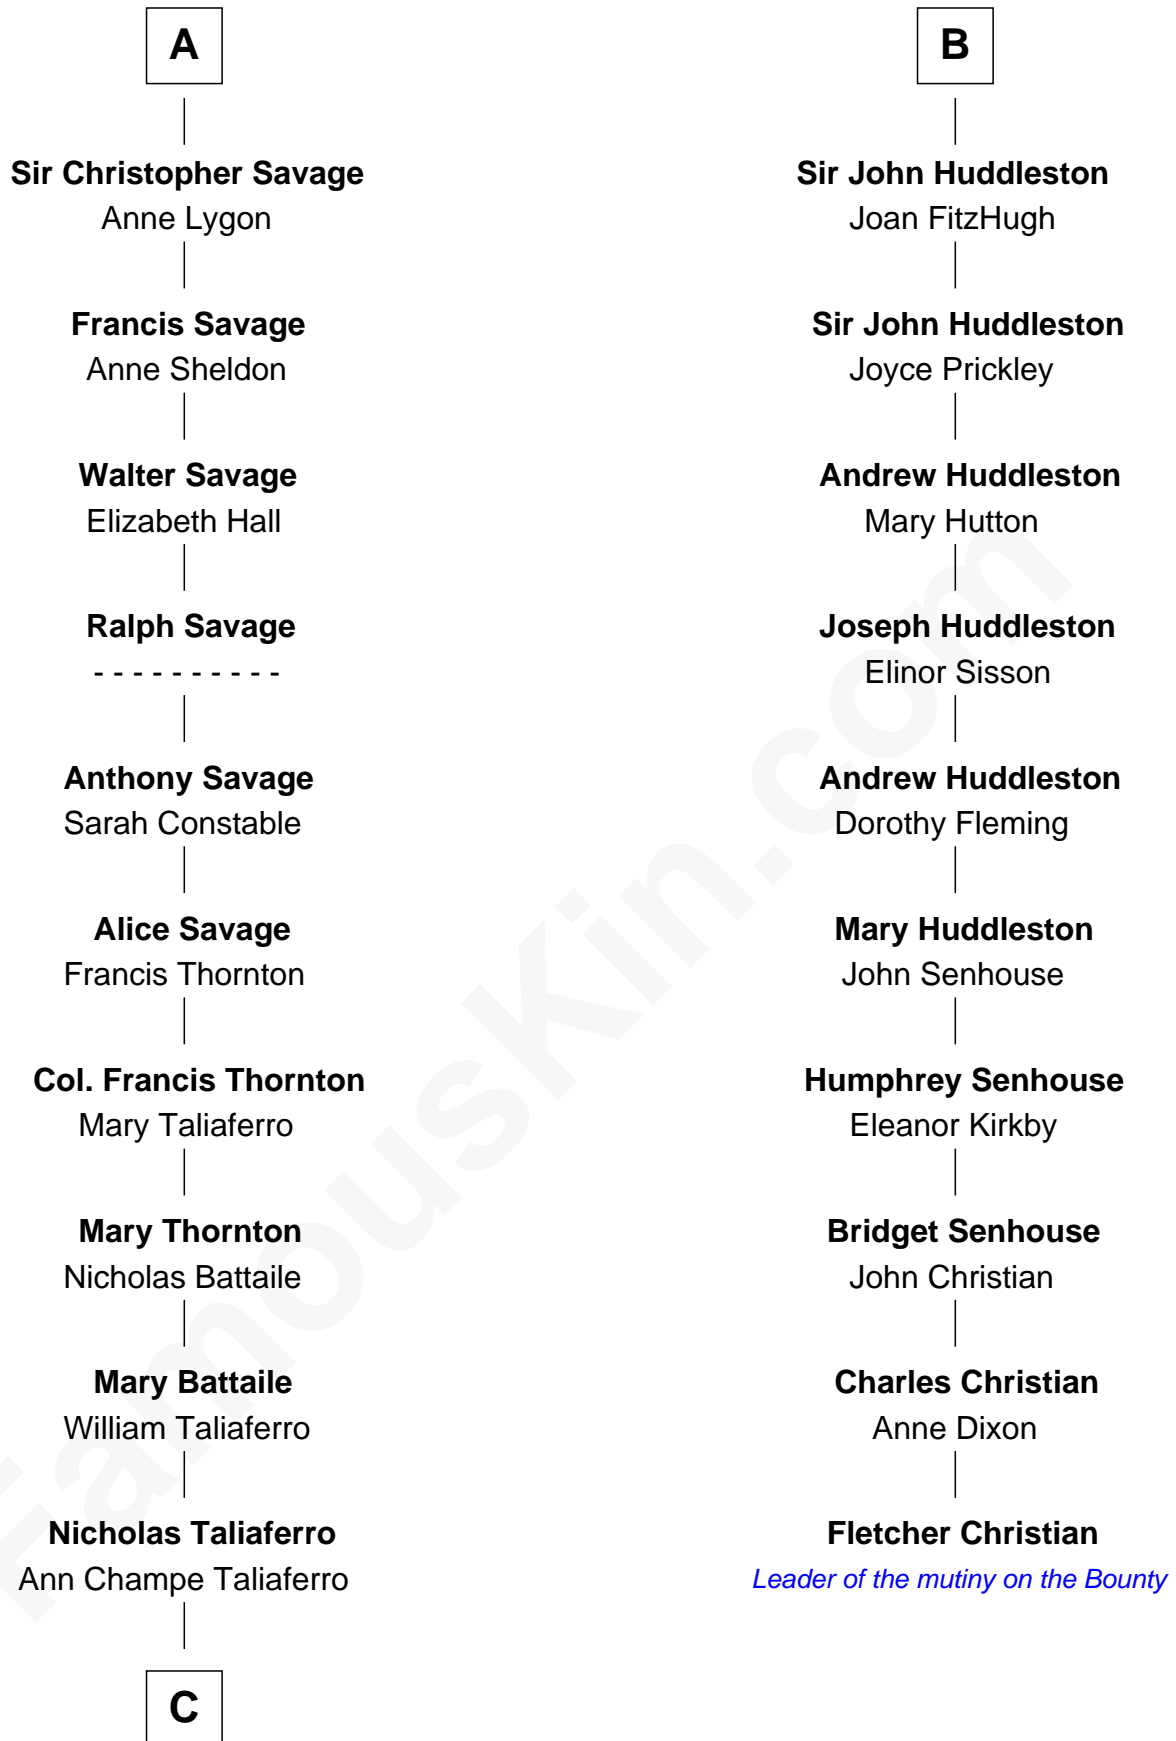 A
Sir Christopher Savage
Anne Lygon
Francis Savage
Anne Sheldon
Walter Savage
Elizabeth Hall
Ralph Savage
- - - - - - - - - -
Anthony Savage
Sarah Constable
Alice Savage
Francis Thornton
Col. Francis Thornton
Mary Taliaferro
Mary Thornton
Nicholas Battaile
Mary Battaile
William Taliaferro
Nicholas Taliaferro
Ann Champe Taliaferro
C
B
Sir John Huddleston
Joan FitzHugh
Sir John Huddleston
Joyce Prickley
Andrew Huddleston
Mary Hutton
Joseph Huddleston
Elinor Sisson
Andrew Huddleston
Dorothy Fleming
Mary Huddleston
John Senhouse
Humphrey Senhouse
Eleanor Kirkby
Bridget Senhouse
John Christian
Charles Christian
Anne Dixon
Fletcher Christian
Leader of the mutiny on the Bounty
FamousKin.com